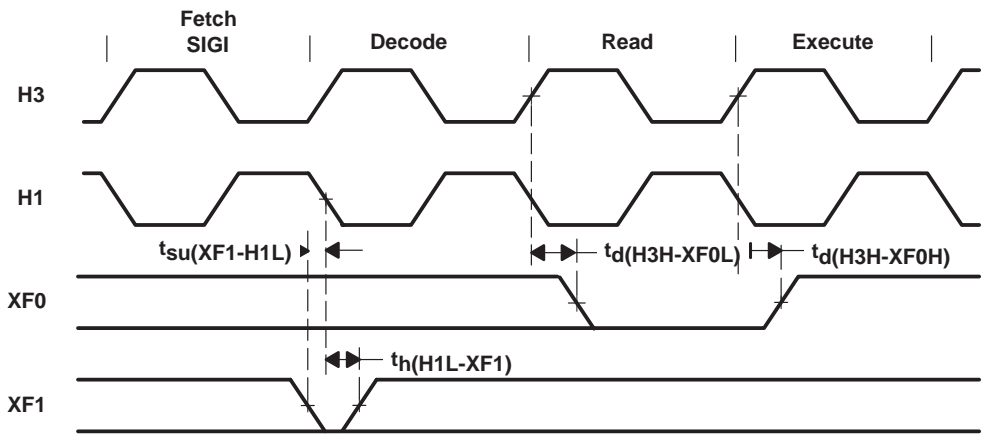 Fetch
SIGI
Decode
Read
Execute
H3
H1
tsu(XF1-H1L)
td(H3H-XF0L)
td(H3H-XF0H)
XF0
th(H1L-XF1)
XF1